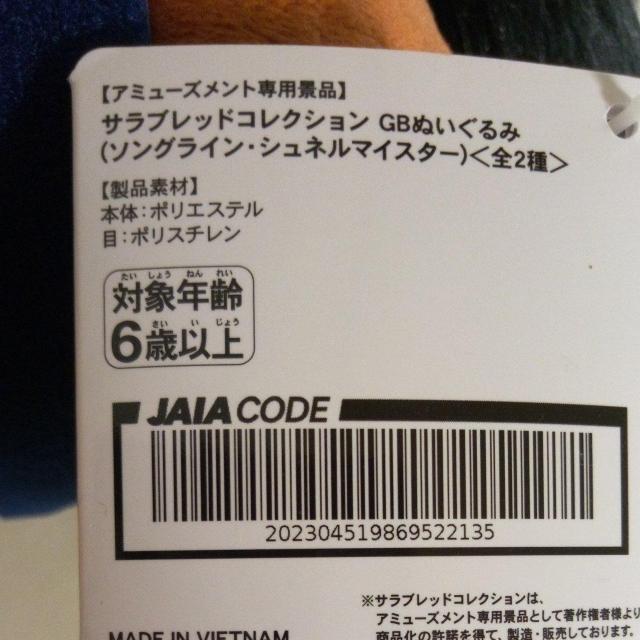 【アミューズメント専用景品】
サラブレッドコレクション GBぬいぐるみ
(ソングライン・シュネルマイスター)<全2種>
【製品素材】
本体:ポリエステル
目:ポリスチレン
たい しょう ねん れい
対象年齢
さい い じょう
6歳以上
JAIA CODE
2023045198695221​35
※サラブレッドコレクションは、
アミューズメント専用景品として著作権者様より
商品化の許諾を得て、製造・販売しております。
MADE IN VIETNAM